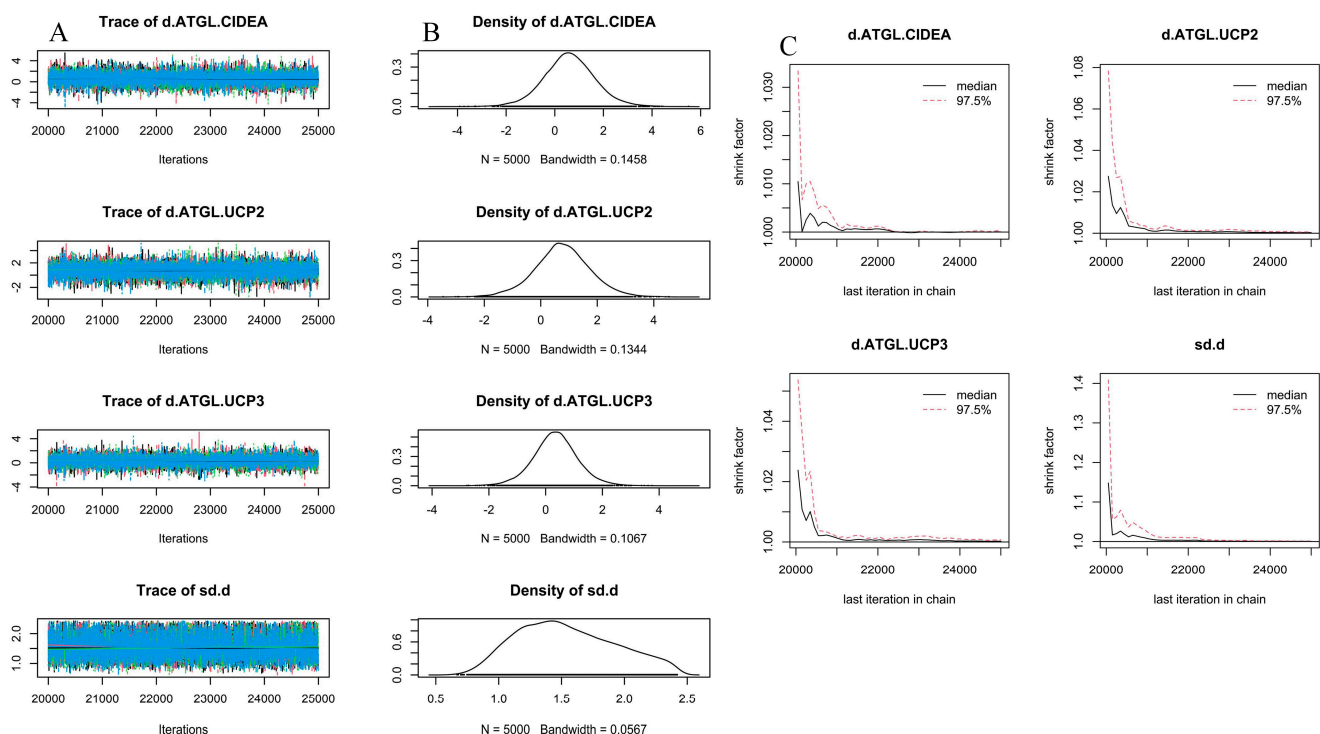 A
Trace of d.ATGL.CIDEA
-4 0 2 4
20000 21000 22000 23000 24000 25000
Iterations
Trace of d.ATGL.UCP2
-2 2
20000 21000 22000 23000 24000 25000
Iterations
Trace of d.ATGL.UCP3
-4 0 4
20000 21000 22000 23000 24000 25000
Iterations
Trace of sd.d
1.0 2.0
20000 21000 22000 23000 24000 25000
Iterations
B
Density of d.ATGL.CIDEA
0.0 0.3
-4 -2 0 2 4 6
N = 5000 Bandwidth = 0.1458
Density of d.ATGL.UCP2
0.0 0.3
-4 -2 0 2 4
N = 5000 Bandwidth = 0.1344
Density of d.ATGL.UCP3
0.0 0.3
-4 -2 0 2 4
N = 5000 Bandwidth = 0.1067
Density of sd.d
0.0 0.6
0.5 1.0 1.5 2.0 2.5
N = 5000 Bandwidth = 0.0567
C
d.ATGL.CIDEA
shrink factor
1.000 1.010 1.020 1.030
median
97.5%
20000 22000 24000
last iteration in chain
d.ATGL.UCP2
shrink factor
1.00 1.02 1.04 1.06 1.08
median
97.5%
20000 22000 24000
last iteration in chain
d.ATGL.UCP3
shrink factor
1.00 1.02 1.04
median
97.5%
20000 22000 24000
last iteration in chain
sd.d
shrink factor
1.0 1.1 1.2 1.3 1.4
median
97.5%
20000 22000 24000
last iteration in chain